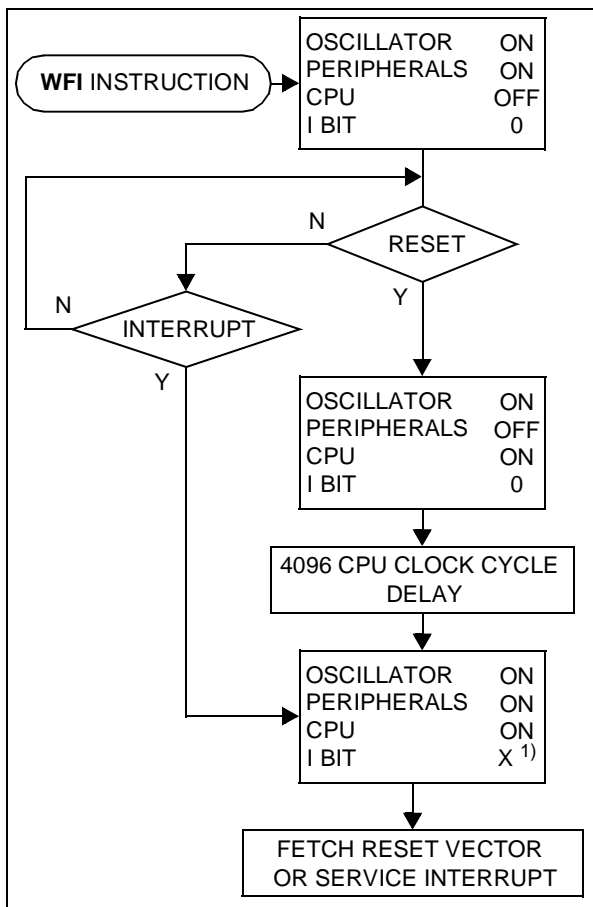 WFI INSTRUCTION
OSCILLATOR ON
PERIPHERALS ON
CPU OFF
I BIT 0
N
RESET
Y
N
INTERRUPT
Y
OSCILLATOR ON
PERIPHERALS OFF
CPU ON
I BIT 0
4096 CPU CLOCK CYCLE
DELAY
OSCILLATOR ON
PERIPHERALS ON
CPU ON
I BIT X 1)
FETCH RESET VECTOR
OR SERVICE INTERRUPT